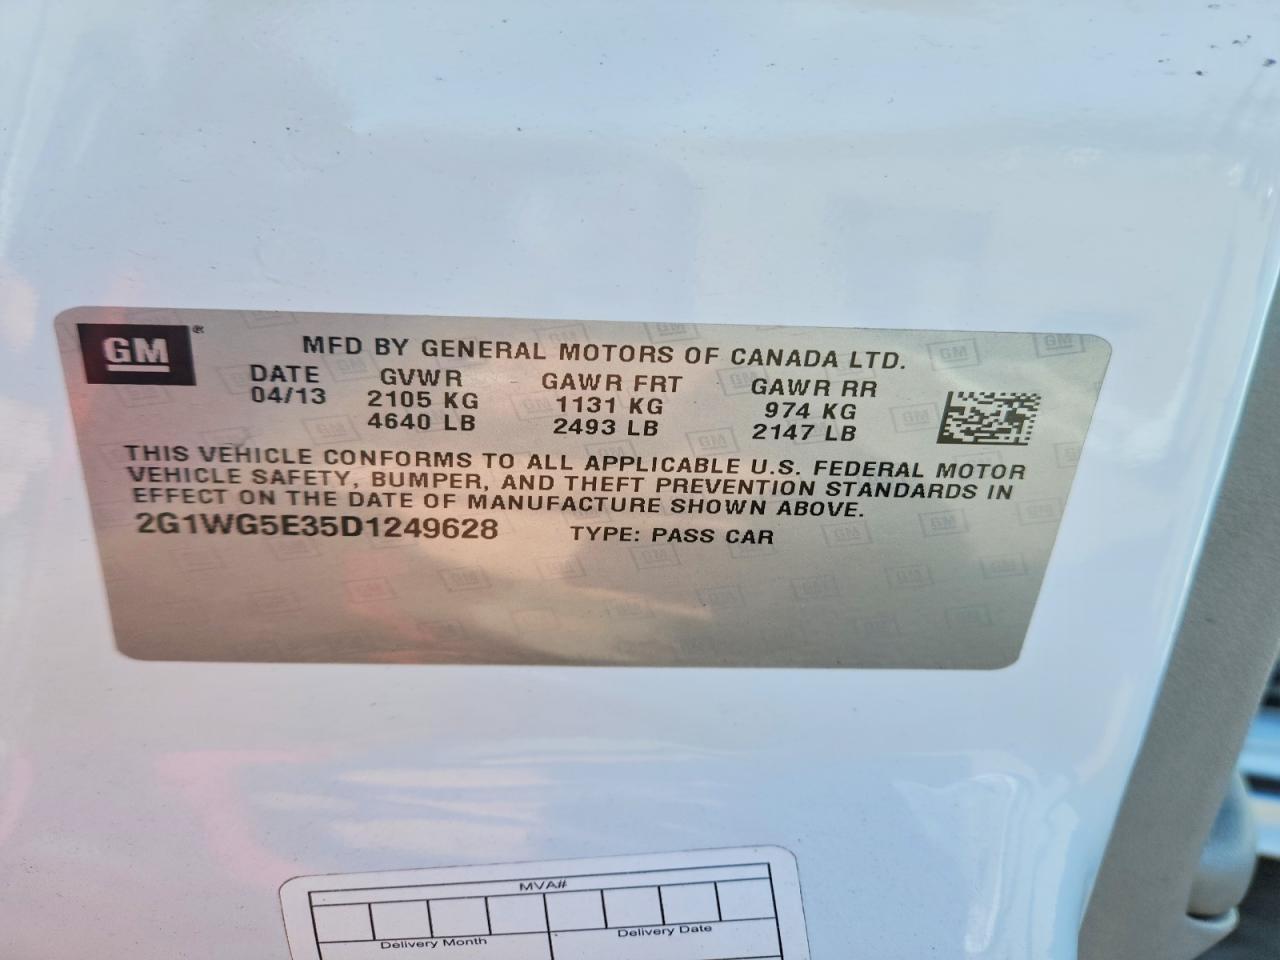 GM ®
MFD BY GENERAL MOTORS OF CANADA LTD.
DATE GVWR GAWR FRT GAWR RR
04/13 2105 KG 1131 KG 974 KG
4640 LB 2493 LB 2147 LB
THIS VEHICLE CONFORMS TO ALL APPLICABLE U.S. FEDERAL MOTOR
VEHICLE SAFETY, BUMPER, AND THEFT PREVENTION STANDARDS IN
EFFECT ON THE DATE OF MANUFACTURE SHOWN ABOVE.
2G1WG5E35D1249628 TYPE: PASS CAR
MVA#
Delivery Month Delivery Date